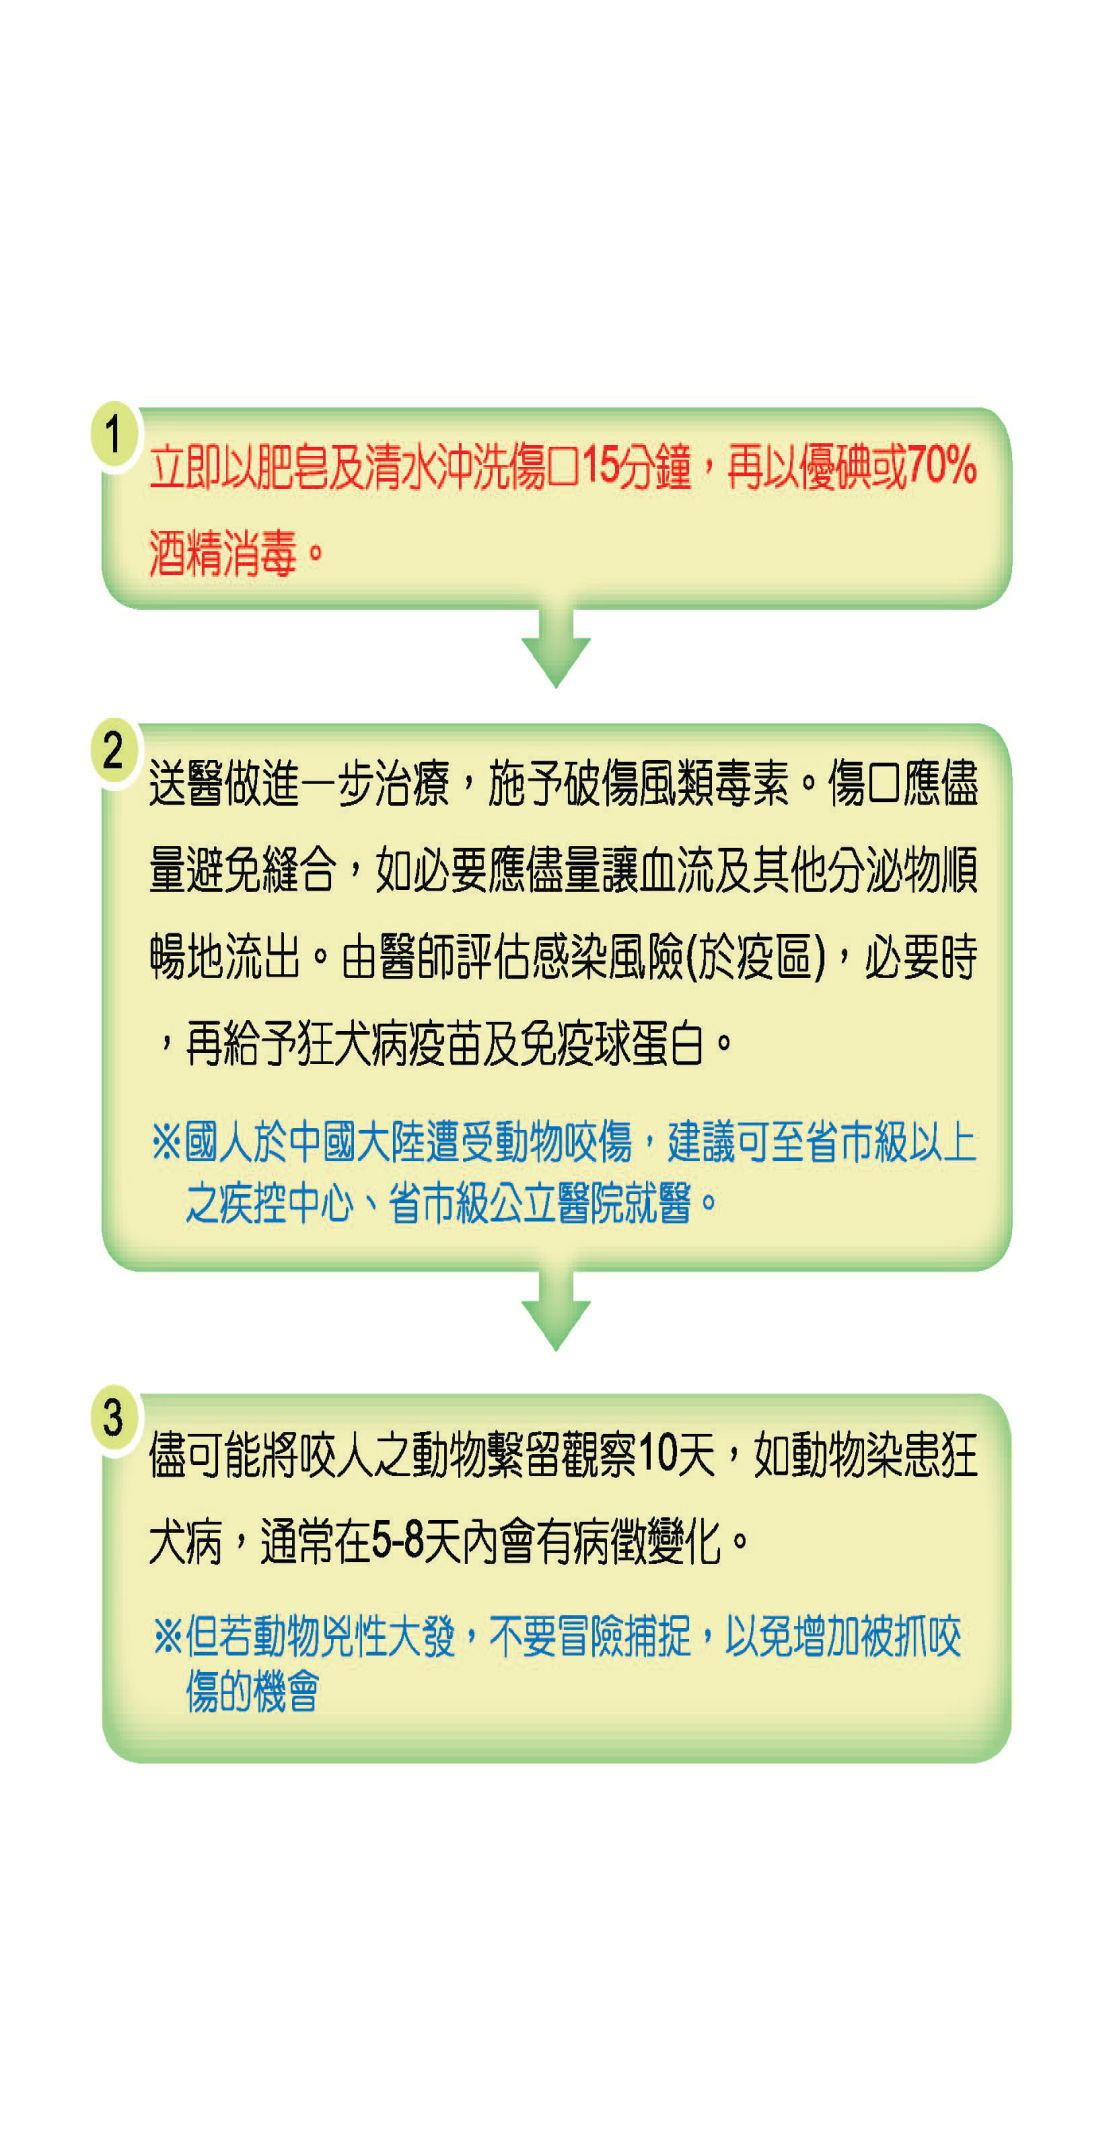 1
立即以肥皂及清水沖洗傷口15分鐘，再以優碘或70%
酒精消毒。
2
送醫做進一步治療，施予破傷風類毒素。傷口應儘
量避免縫合，如必要應儘量讓血流及其他分泌物順
暢地流出。由醫師評估感染風險(於疫區)，必要時
，再給予狂犬病疫苗及免疫球蛋白。
※國人於中國大陸遭受動物咬傷，建議可至省市級以上
之疾控中心、省市級公立醫院就醫。
3
儘可能將咬人之動物繫留觀察10天，如動物染患狂
犬病，通常在5-8天內會有病徵變化。
※但若動物兇性大發，不要冒險捕捉，以免增加被抓咬
傷的機會